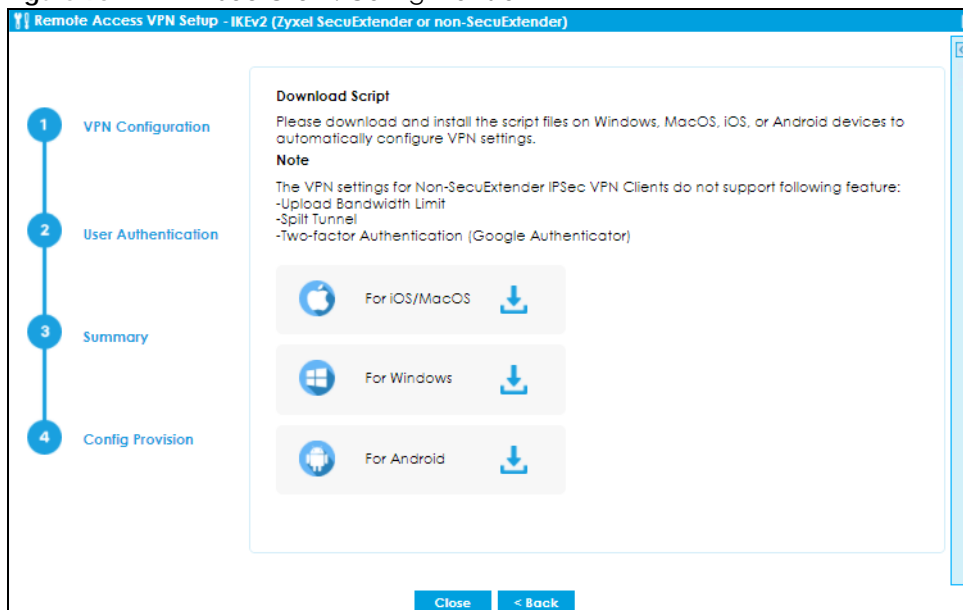 Remote Access VPN Setup - IKEv2 (Zyxel SecuExtender or non-SecuExtender)
1 VPN Configuration
2 User Authentication
3 Summary
4 Config Provision
Download Script
Please download and install the script files on Windows, MacOS, iOS, or Android devices to
automatically configure VPN settings.
Note
The VPN settings for Non-SecuExtender IPSec VPN Clients do not support following feature:
-Upload Bandwidth Limit
-Spilt Tunnel
-Two-factor Authentication (Google Authenticator)
For iOS/MacOS
For Windows
For Android
Close
< Back